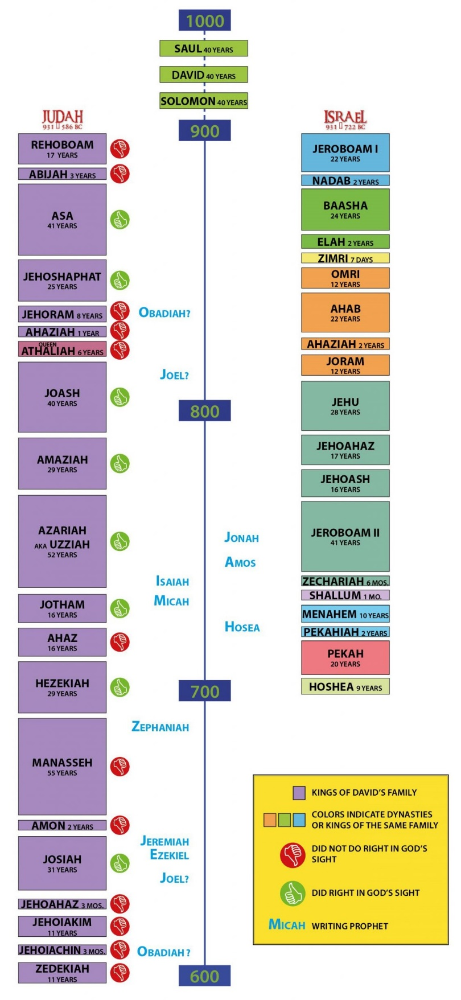 1000
SAUL 40 YEARS
DAVID 40 YEARS
SOLOMON 40 YEARS
900
JUDAH
931 586 BC
REHOBOAM
17 YEARS
ABIJAH 3 YEARS
ASA
41 YEARS
JEHOSHAPHAT
25 YEARS
JEHORAM 8 YEARS
AHAZIAH 1 YEAR
QUEEN
ATHALIAH 6 YEARS
JOASH
40 YEARS
AMAZIAH
29 YEARS
AZARIAH
AKA UZZIAH
52 YEARS
JOTHAM
16 YEARS
AHAZ
16 YEARS
HEZEKIAH
29 YEARS
MANASSEH
55 YEARS
AMON 2 YEARS
JOSIAH
31 YEARS
JEHOAHAZ 3 MOS.
JEHOIAKIM
11 YEARS
JEHOIACHIN 3 MOS.
ZEDEKIAH
11 YEARS
OBADIAH?
JOEL?
800
JONAH
AMOS
ISAIAH
MICAH
HOSEA
700
ZEPHANIAH
JEREMIAH
EZEKIEL
JOEL?
OBADIAH?
600
ISRAEL
931 722 BC
JEROBOAM I
22 YEARS
NADAB 2 YEARS
BAASHA
24 YEARS
ELAH 2 YEARS
ZIMRI 7 DAYS
OMRI
12 YEARS
AHAB
22 YEARS
AHAZIAH 2 YEARS
JORAM
12 YEARS
JEHU
28 YEARS
JEHOAHAZ
17 YEARS
JEHOASH
16 YEARS
JEROBOAM II
41 YEARS
ZECHARIAH 6 MOS.
SHALLUM 1 MO.
MENAHEM 10 YEARS
PEKAHIAH 2 YEARS
PEKAH
20 YEARS
HOSHEA 9 YEARS
KINGS OF DAVID'S FAMILY
COLORS INDICATE DYNASTIES
OR KINGS OF THE SAME FAMILY
DID NOT DO RIGHT IN GOD'S
SIGHT
DID RIGHT IN GOD'S SIGHT
MICAH WRITING PROPHET